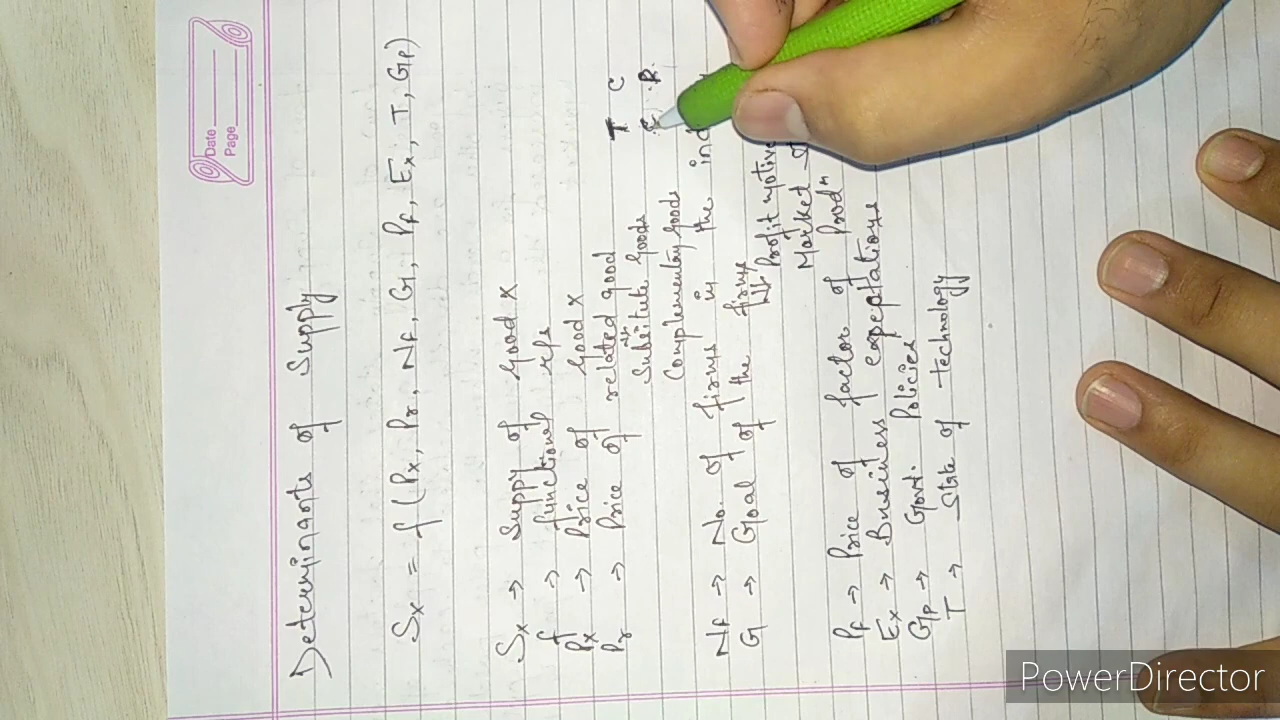 Date
Page
Determinants of Supply
Sx = f (Px, Pr, Nf, G, Pf, Ex, T, GP)
Sx → Supply of Good x
f → functional r/s
Px → Price of Good x
Pr → Price of related good
T C
Substitute Goods
R.
Complementary Goods
Nf → No. of firms in the ind
G → Goal of the firms
Profit motive
Market
Pf → Price of factor of Prodn
Ex → Business expectations
GP → Govt. Policies
T → State of technology
PowerDirector